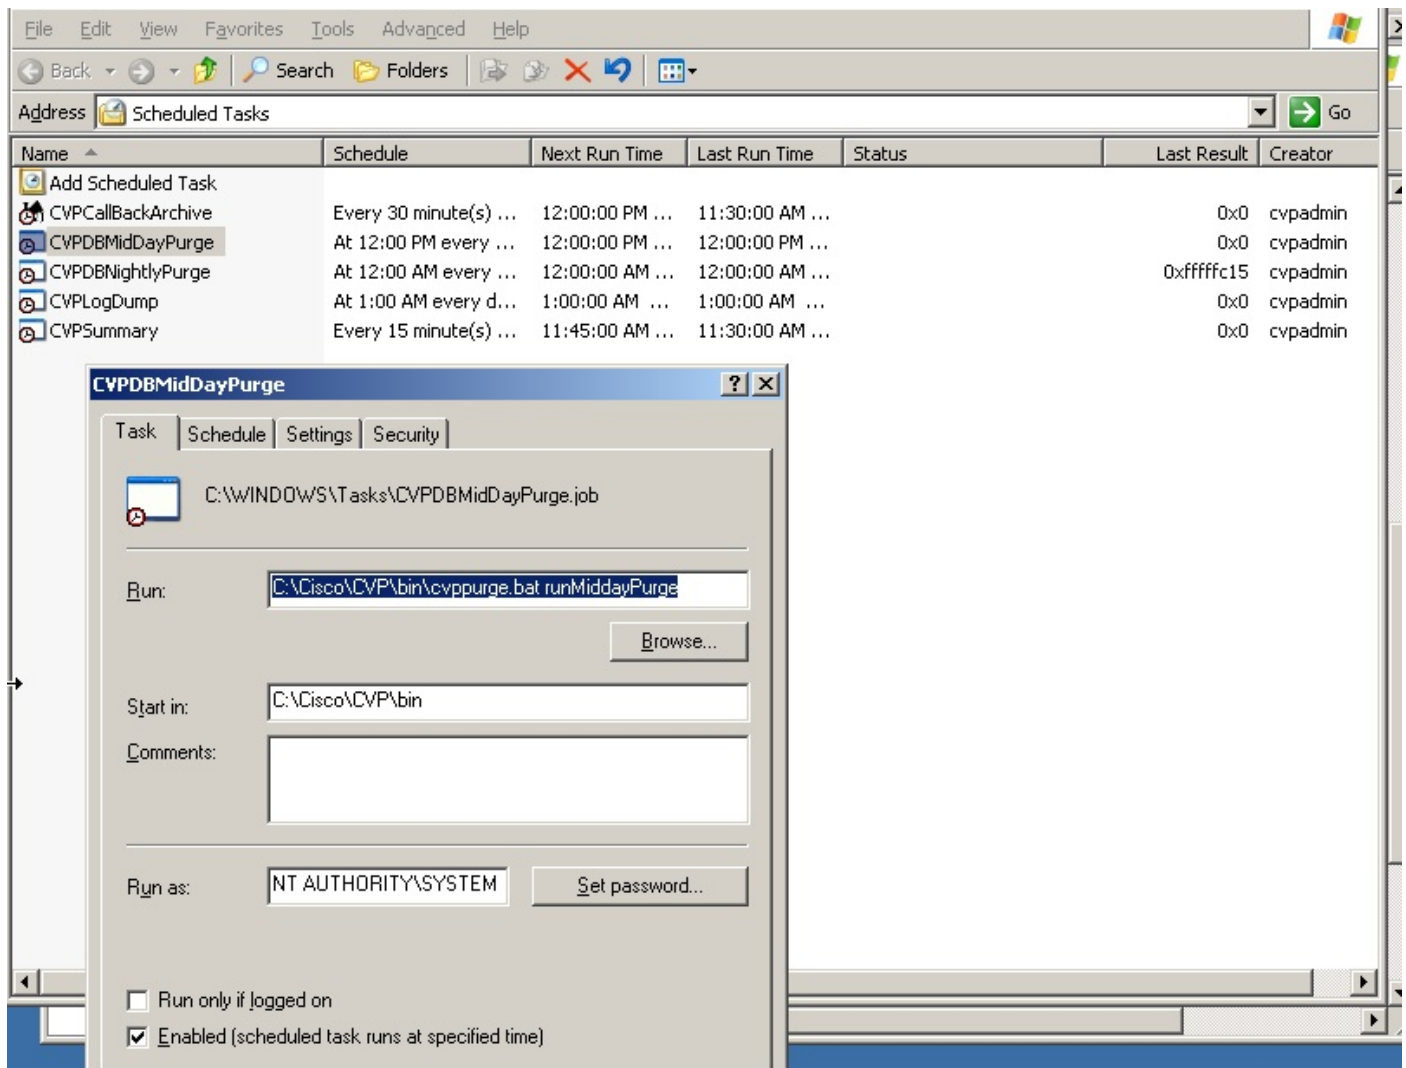 File Edit View Favorites Tools Advanced Help
Back Search Folders
Address Scheduled Tasks Go
Name Schedule Next Run Time Last Run Time Status Last Result Creator
Add Scheduled Task
CVPCallBackArchive Every 30 minute(s) ... 12:00:00 PM ... 11:30:00 AM ... 0x0 cvpadmin
CVPDBMidDayPurge At 12:00 PM every ... 12:00:00 PM ... 12:00:00 PM ... 0x0 cvpadmin
CVPDBNightlyPurge At 12:00 AM every ... 12:00:00 AM ... 12:00:00 AM ... 0xfffffc15 cvpadmin
CVPLogDump At 1:00 AM every d... 1:00:00 AM ... 1:00:00 AM ... 0x0 cvpadmin
CVPSummary Every 15 minute(s) ... 11:45:00 AM ... 11:30:00 AM ... 0x0 cvpadmin
CVPDBMidDayPurge
Task Schedule Settings Security
C:\WINDOWS\Tasks\CVPDBMidDayPurge.job
Run: C:\Cisco\CVP\bin\cvppurge.bat runMiddayPurge
Browse...
Start in: C:\Cisco\CVP\bin
Comments:
Run as: NT AUTHORITY\SYSTEM Set password...
Run only if logged on
Enabled (scheduled task runs at specified time)